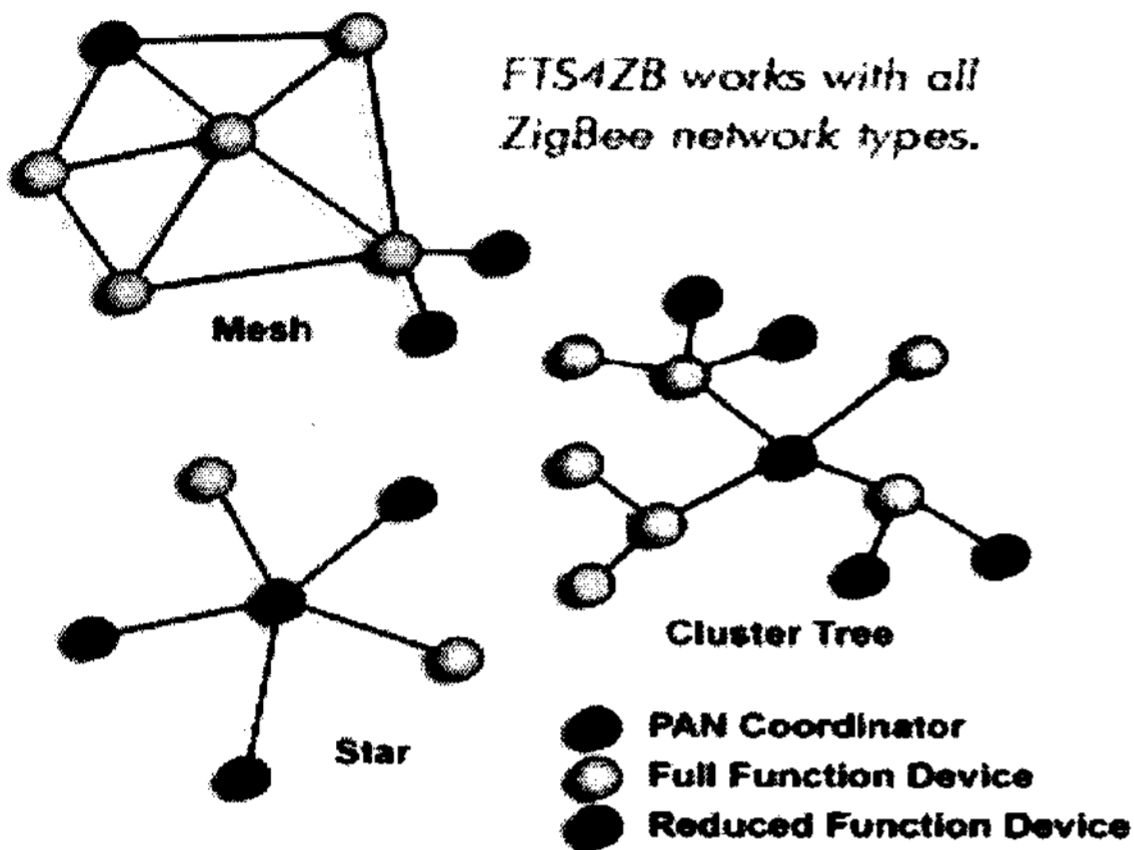 FTS4ZB works with all
ZigBee network types.
Mesh
Cluster Tree
Star
PAN Coordinator
Full Function Device
Reduced Function Device